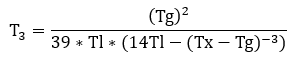 T₃ = (Tg)² / (39 * Tl * (14Tl − (Tx − Tg)⁻³))